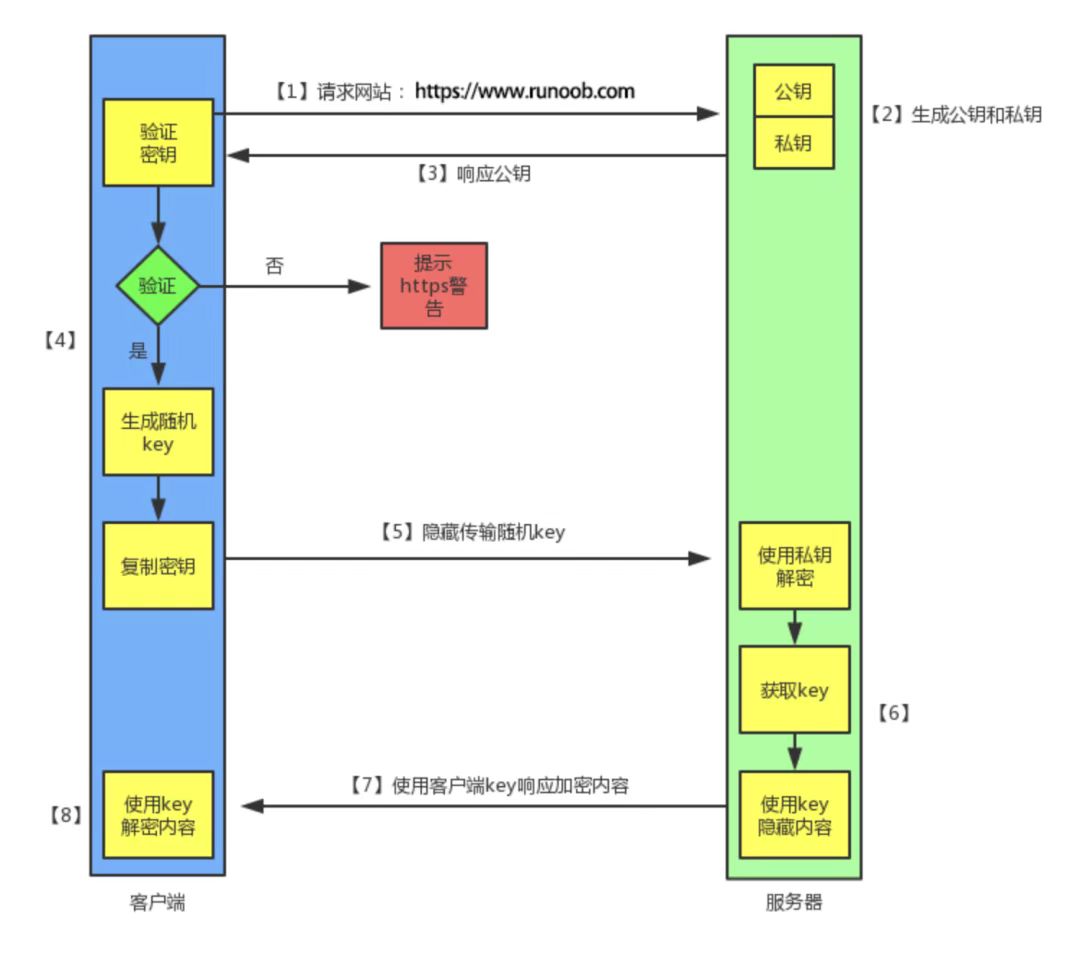 【1】请求网站： https://www.runoob.com
公钥
【2】生成公钥和私钥
验证
密钥
私钥
【3】响应公钥
否
提示
https警
告
验证
【4】
是
生成随机
key
【5】隐藏传输随机key
复制密钥
使用私钥
解密
获取key
【6】
【7】使用客户端key响应加密内容
【8】
使用key
解密内容
使用key
隐藏内容
客户端
服务器